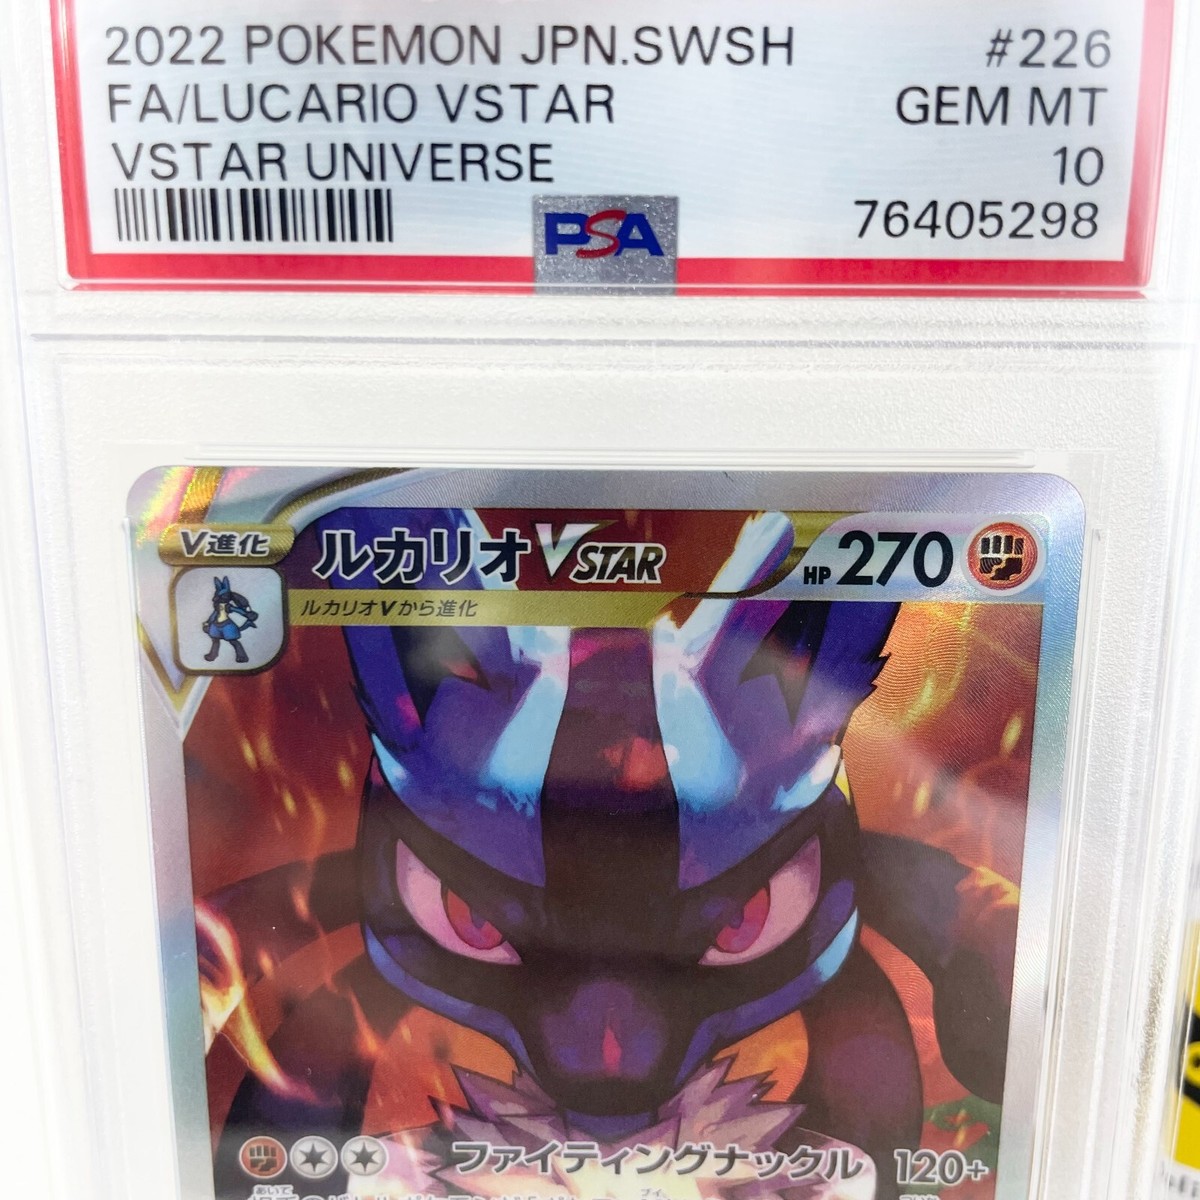 2022 POKEMON JPN.SWSH #226
FA/LUCARIO VSTAR GEM MT
VSTAR UNIVERSE 10
76405298
PSA
V進化
ルカリオVSTAR HP 270
ルカリオVから進化
ファイティングナックル 120+